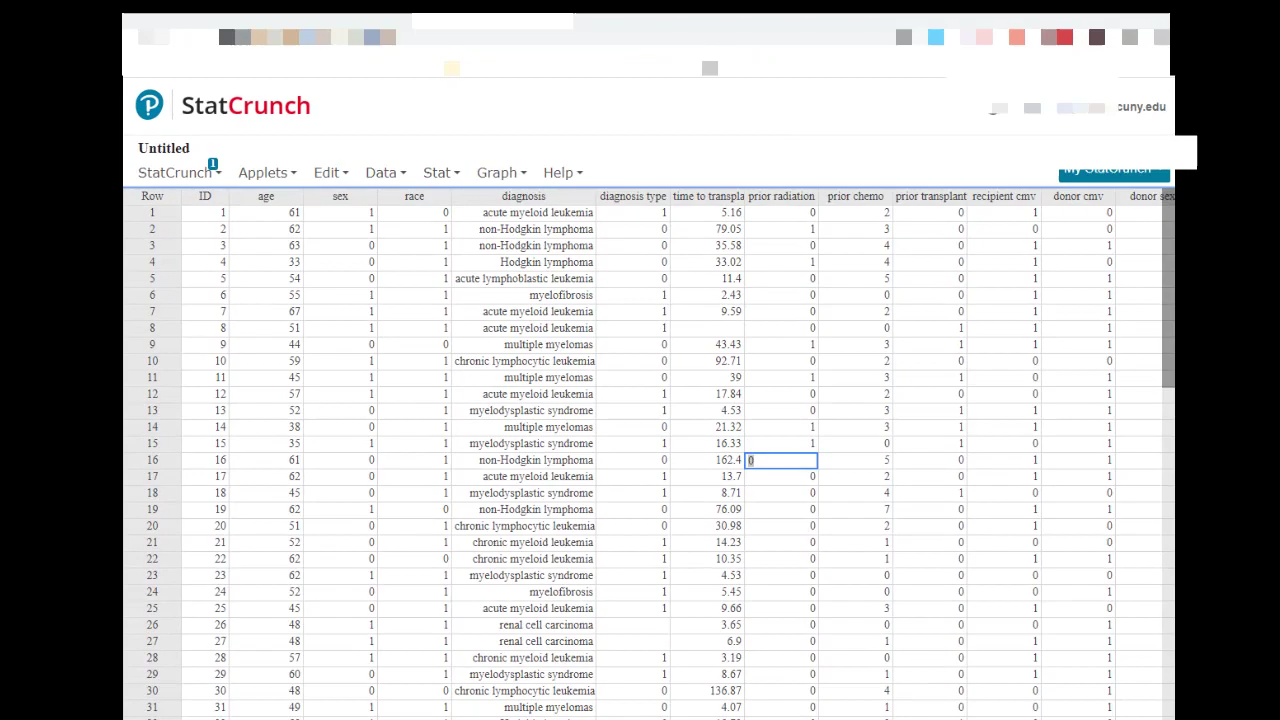 StatCrunch
cuny.edu
Untitled
StatCrunch 1 Applets Edit Data Stat Graph Help
My StatCrunch
Row ID age sex race diagnosis diagnosis type time to transpla prior radiation prior chemo prior transplant recipient cmv donor cmv donor sex
1 1 61 1 0 acute myeloid leukemia 1 5.16 0 2 0 1 0
2 2 62 1 1 non-Hodgkin lymphoma 0 79.05 1 3 0 0 0
3 3 63 0 1 non-Hodgkin lymphoma 0 35.58 0 4 0 1 1
4 4 33 0 1 Hodgkin lymphoma 0 33.02 1 4 0 1 0
5 5 54 0 1 acute lymphoblastic leukemia 0 11.4 0 5 0 1 1
6 6 55 1 1 myelofibrosis 1 2.43 0 0 0 1 1
7 7 67 1 1 acute myeloid leukemia 1 9.59 0 2 0 1 1
8 8 51 1 1 acute myeloid leukemia 1 0 0 1 1 1
9 9 44 0 0 multiple myelomas 0 43.43 1 3 1 1 1
10 10 59 1 1 chronic lymphocytic leukemia 0 92.71 0 2 0 0 0
11 11 45 1 1 multiple myelomas 0 39 1 3 1 0 1
12 12 57 1 1 acute myeloid leukemia 1 17.84 0 2 0 0 1
13 13 52 0 1 myelodysplastic syndrome 1 4.53 0 3 1 1 1
14 14 38 0 1 multiple myelomas 0 21.32 1 3 1 1 1
15 15 35 1 1 myelodysplastic syndrome 1 16.33 1 0 1 0 1
16 16 61 0 1 non-Hodgkin lymphoma 0 162.4 0 5 0 1 1
17 17 62 0 1 acute myeloid leukemia 1 13.7 0 2 0 1 1
18 18 45 0 1 myelodysplastic syndrome 1 8.71 0 4 1 0 0
19 19 62 1 0 non-Hodgkin lymphoma 0 76.09 0 7 0 1 0
20 20 51 0 1 chronic lymphocytic leukemia 0 30.98 0 2 0 1 0
21 21 52 0 1 chronic myeloid leukemia 1 14.23 0 1 0 0 1
22 22 62 0 0 chronic myeloid leukemia 1 10.35 0 1 0 1 0
23 23 62 1 1 myelodysplastic syndrome 1 4.53 0 0 0 0 0
24 24 52 0 1 myelofibrosis 1 5.45 0 0 0 0 1
25 25 45 0 1 acute myeloid leukemia 1 9.66 0 3 0 1 0
26 26 48 1 1 renal cell carcinoma 3.65 0 0 0 0 1
27 27 48 1 1 renal cell carcinoma 6.9 0 1 0 0 1
28 28 57 1 1 chronic myeloid leukemia 1 3.19 0 0 0 1 1
29 29 60 0 1 myelodysplastic syndrome 1 8.67 0 1 0 1 1
30 30 48 0 0 chronic lymphocytic leukemia 0 136.87 0 4 0 1 0
31 31 49 1 1 multiple myelomas 0 4.07 0 1 0 1 1